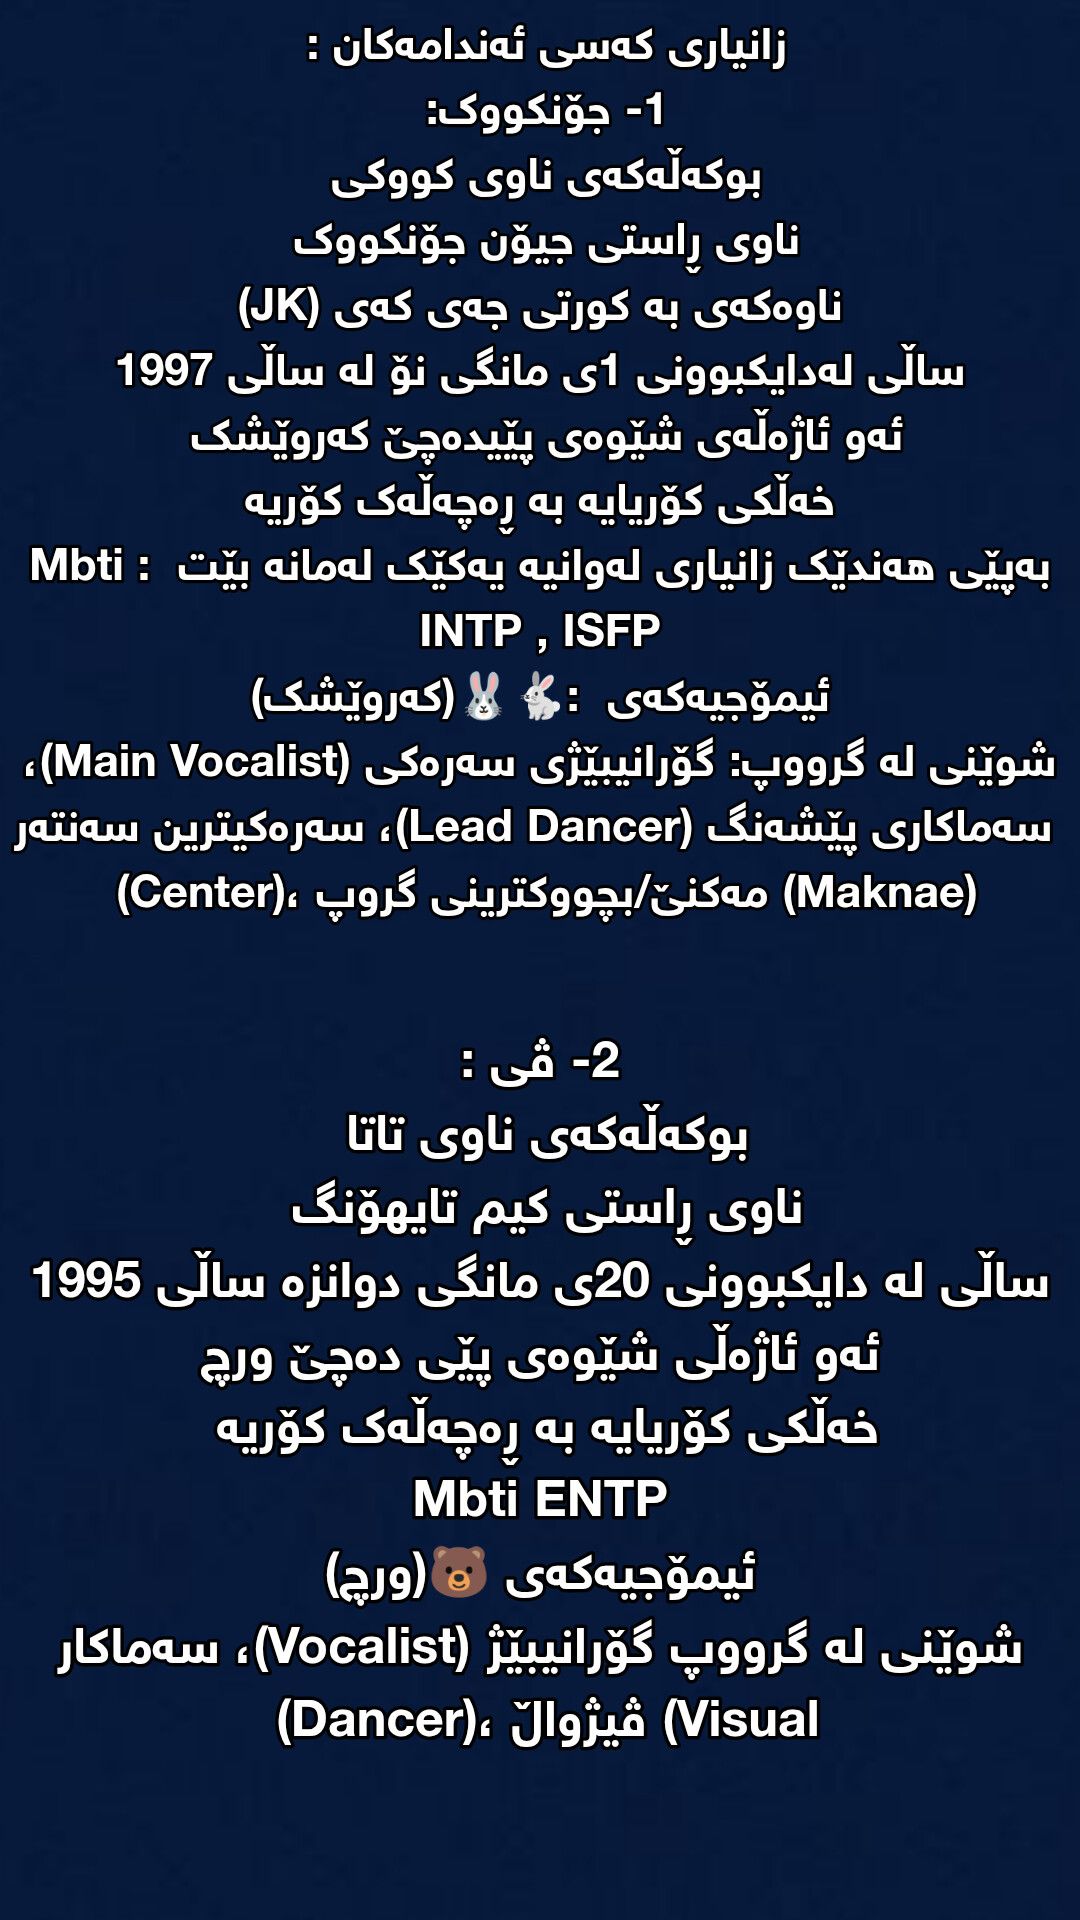 زانیاری کەسی ئەندامەکان :
1- جۆنکووک:
بوکەڵەکەی ناوی کووکی
ناوی ڕاستی جیۆن جۆنکووک
ناوەکەی بە کورتی جەی کەی (JK)
ساڵی لەدایکبوونی 1ی مانگی نۆ لە ساڵی 1997
ئەو ئاژەڵەی شێوەی پێیدەچێ کەروێشک
خەڵکی کۆریایە بە ڕەچەڵەک کۆریە
بەپێی هەندێک زانیاری لەوانیە یەکێک لەمانە بێت : Mbti
INTP , ISFP
ئیمۆجیەکەی :🐇🐰(کەروێشک)
شوێنی لە گرووپ: گۆرانیبێژی سەرەکی (Main Vocalist)،
سەماکاری پێشەنگ (Lead Dancer)، سەرەکیترین سەنتەر
(Center)، مەکنێ/بچووکترینی گروپ (Maknae)
2- ڤی :
بوکەڵەکەی ناوی تاتا
ناوی ڕاستی کیم تایهۆنگ
ساڵی لە دایکبوونی 20ی مانگی دوانزە ساڵی 1995
ئەو ئاژەڵی شێوەی پێی دەچێ ورچ
خەڵکی کۆریایە بە ڕەچەڵەک کۆریە
Mbti ENTP
ئیمۆجیەکەی 🐻(ورچ)
شوێنی لە گرووپ گۆرانیبێژ (Vocalist)، سەماکار
(Dancer)، ڤیژواڵ (Visual